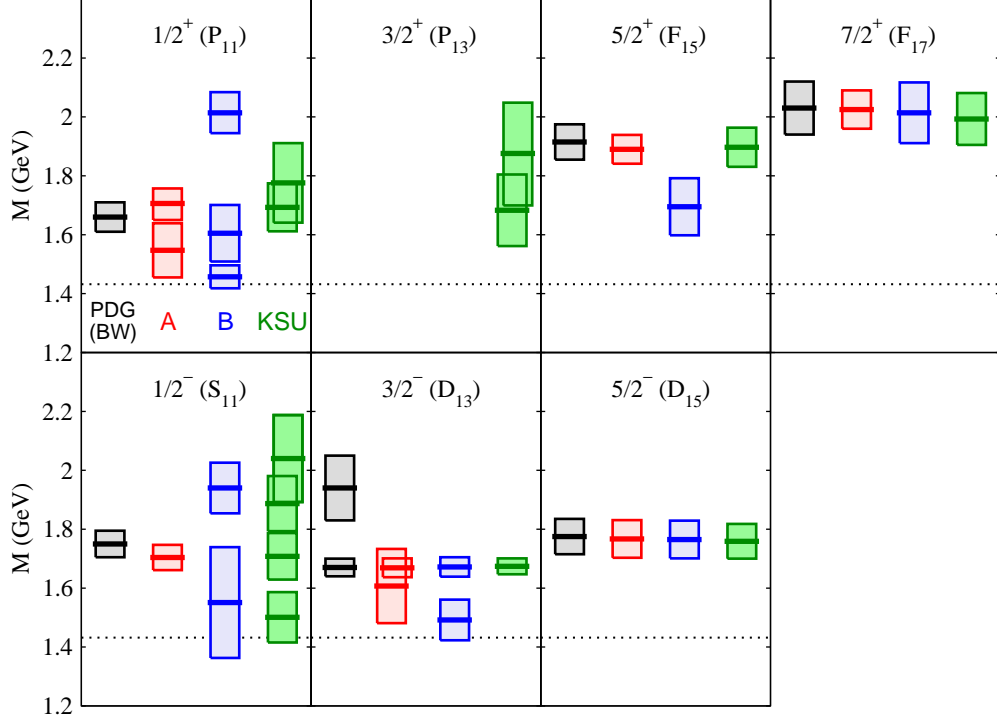 1/2⁺ (P₁₁) 3/2⁺ (P₁₃) 5/2⁺ (F₁₅) 7/2⁺ (F₁₇)
M (GeV)
2.2
2
1.8
1.6
1.4
1.2
PDG
(BW)
A
B
KSU
1/2⁻ (S₁₁) 3/2⁻ (D₁₃) 5/2⁻ (D₁₅)
M (GeV)
2.2
2
1.8
1.6
1.4
1.2